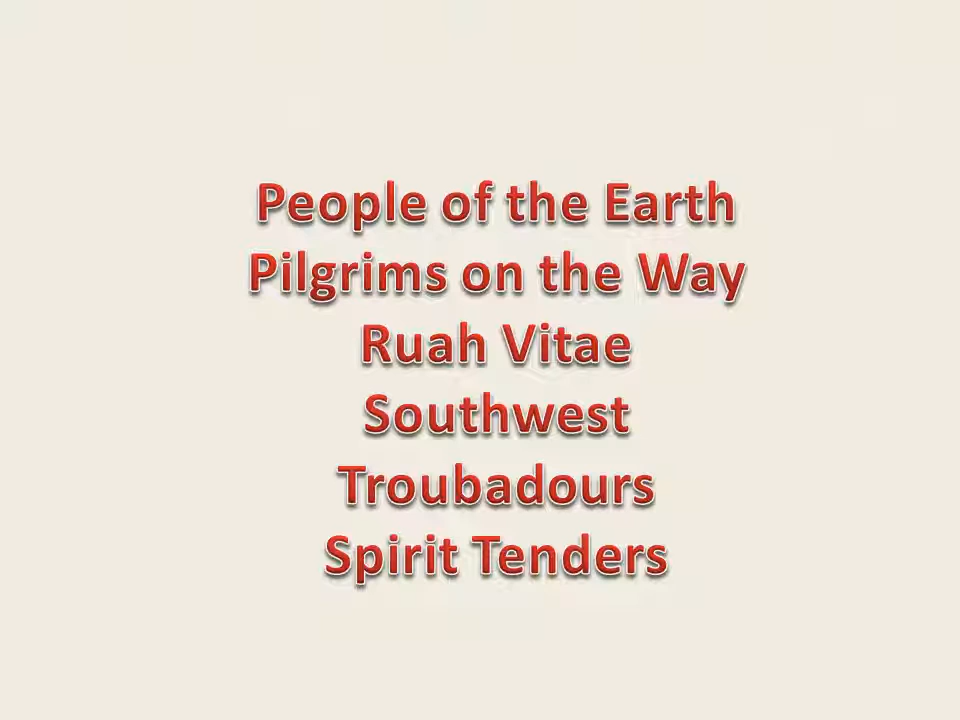 People of the Earth
Pilgrims on the Way
Ruah Vitae
Southwest
Troubadours
Spirit Tenders